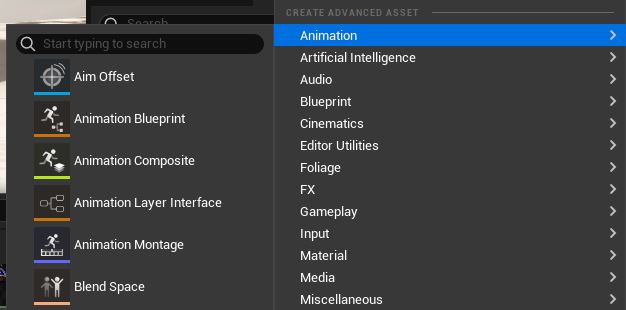 Search
CREATE ADVANCED ASSET
Start typing to search
Aim Offset
Animation Blueprint
Animation Composite
Animation Layer Interface
Animation Montage
Blend Space
Animation
Artificial Intelligence
Audio
Blueprint
Cinematics
Editor Utilities
Foliage
FX
Gameplay
Input
Material
Media
Miscellaneous